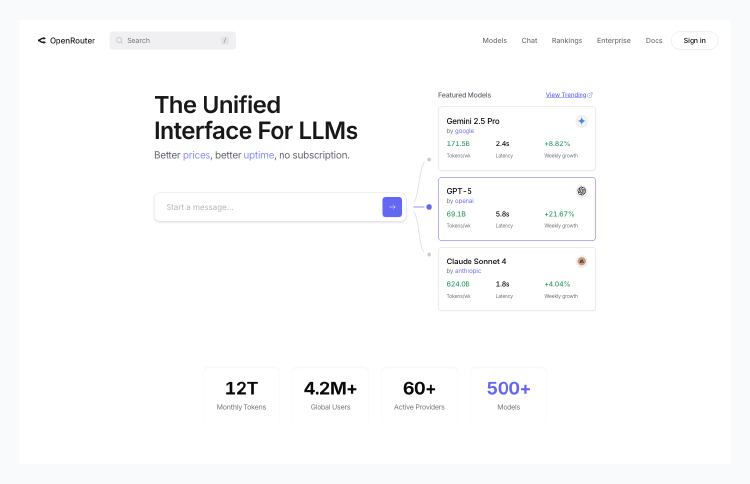 OpenRouter
Search
/
Models
Chat
Rankings
Enterprise
Docs
Sign in
The Unified
Interface For LLMs
Better prices, better uptime, no subscription.
Start a message...
Featured Models
View Trending
Gemini 2.5 Pro
by google
171.5B
2.4s
+8.82%
Tokens/wk
Latency
Weekly growth
GPT-5
by openai
69.1B
5.8s
+21.67%
Tokens/wk
Latency
Weekly growth
Claude Sonnet 4
by anthropic
624.0B
1.8s
+4.04%
Tokens/wk
Latency
Weekly growth
12T
Monthly Tokens
4.2M+
Global Users
60+
Active Providers
500+
Models